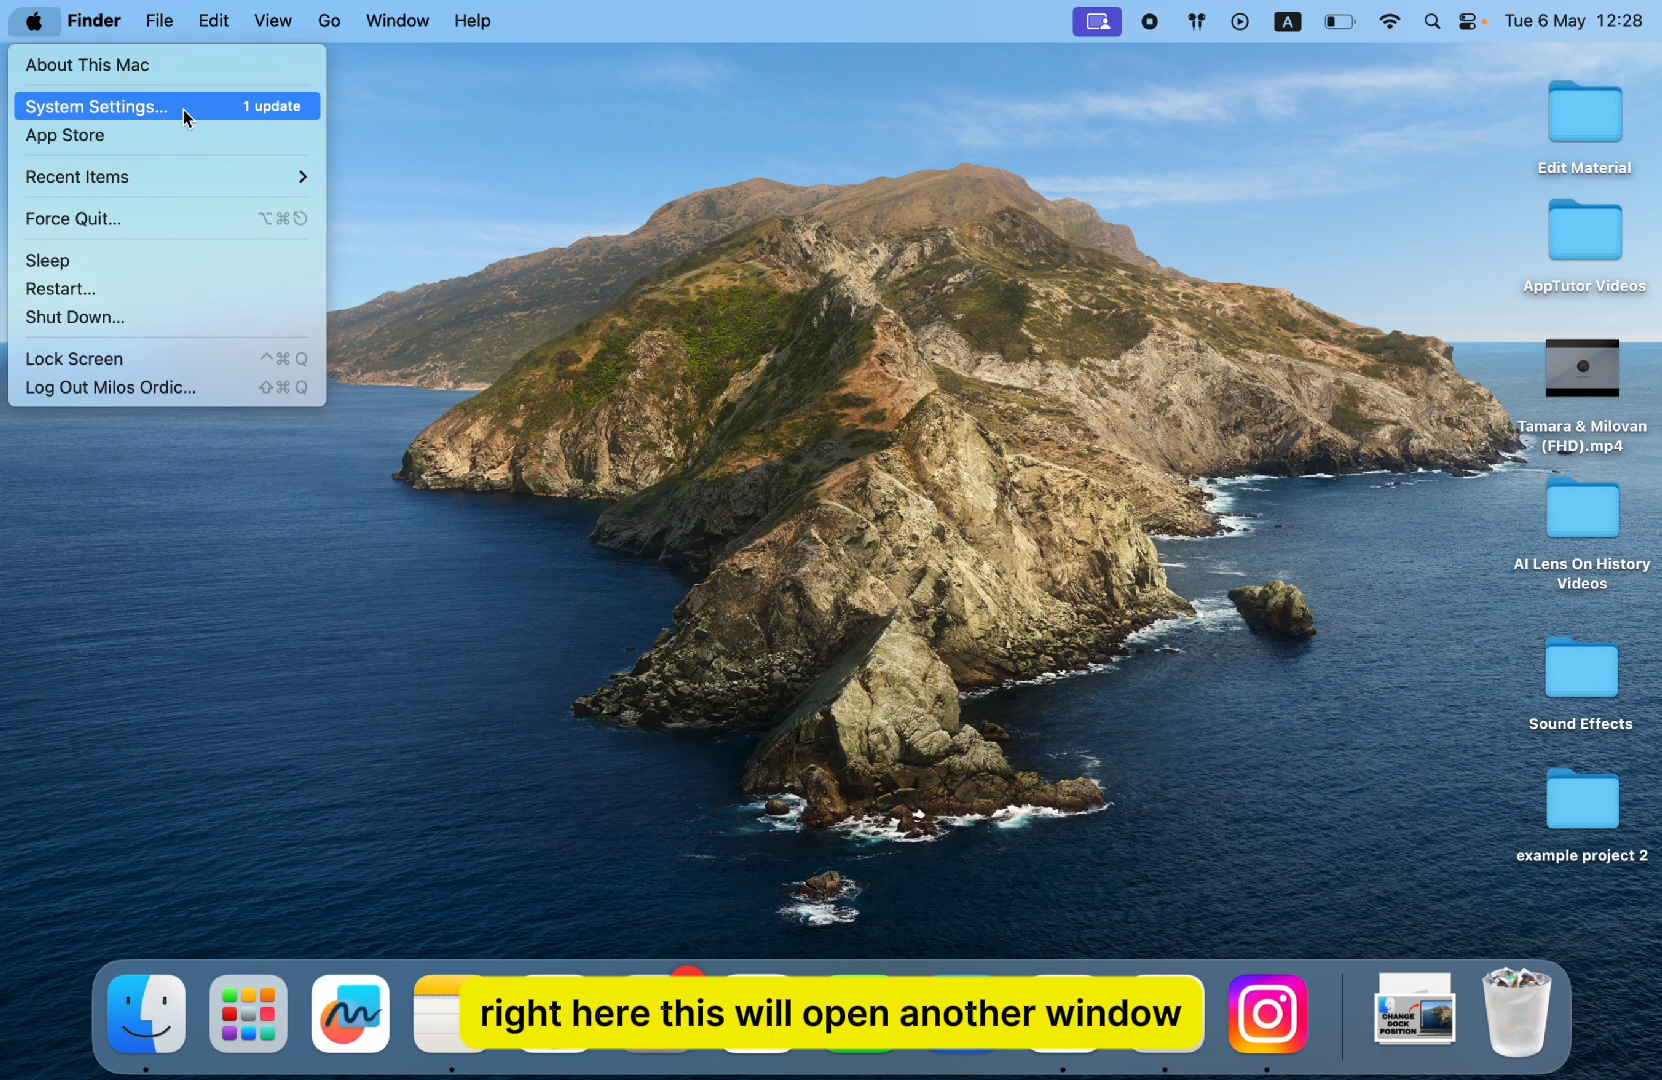 Finder File Edit View Go Window Help A Tue 6 May 12:28
About This Mac
System Settings... 1 update
App Store
Recent Items
Force Quit... ⌥⌘⎋
Sleep
Restart...
Shut Down...
Lock Screen ^⌘Q
Log Out Milos Ordic... ⇧⌘Q
Edit Material
AppTutor Videos
Tamara & Milovan
(FHD).mp4
AI Lens On History
Videos
Sound Effects
example project 2
right here this will open another window
CHANGE
DOCK
POSITION